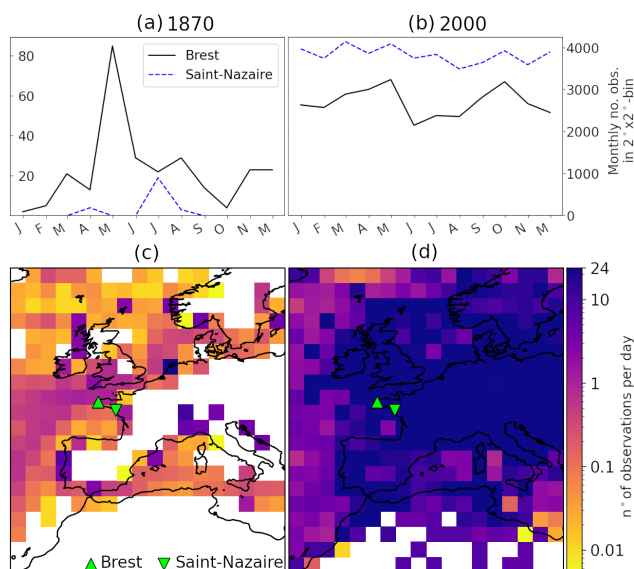 (a) 1870
(b) 2000
80
60
40
20
Brest
Saint-Nazaire
4000
3000
2000
1000
0
Monthly no. obs.
in 2°x2°-bin
J F M A M J J A S O N M
J F M A M J J A S O N M
(c)
(d)
24
10
1
0.1
0.01
n° of observations per day
Brest
Saint-Nazaire